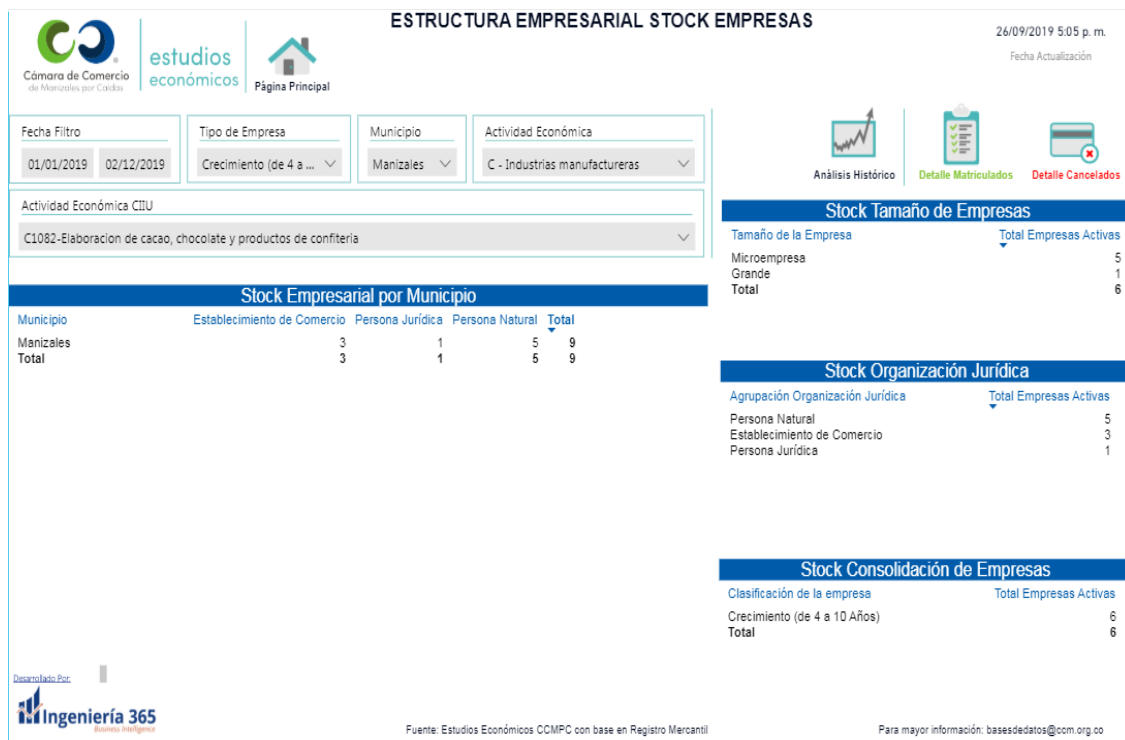 ESTRUCTURA EMPRESARIAL STOCK EMPRESAS
26/09/2019 5:05 p. m.
Fecha Actualización
Cámara de Comercio
de Manizales por Caldas
estudios
económicos
Página Principal
Fecha Filtro
01/01/2019 02/12/2019
Tipo de Empresa
Crecimiento (de 4 a ...
Municipio
Manizales
Actividad Económica
C - Industrias manufactureras
Actividad Económica CIIU
C1082-Elaboracion de cacao, chocolate y productos de confiteria
Anàlisis Histórico
Detalle Matriculados
Detalle Cancelados
Stock Empresarial por Municipio
Municipio Establecimiento de Comercio Persona Jurídica Persona Natural Total
Manizales 3 1 5 9
Total 3 1 5 9
Stock Tamaño de Empresas
Tamaño de la Empresa Total Empresas Activas
Microempresa 5
Grande 1
Total 6
Stock Organización Jurídica
Agrupación Organización Jurídica Total Empresas Activas
Persona Natural 5
Establecimiento de Comercio 3
Persona Jurídica 1
Stock Consolidación de Empresas
Clasificación de la empresa Total Empresas Activas
Crecimiento (de 4 a 10 Años) 6
Total 6
Desarrollado Por:
Ingeniería 365
Business Intelligence
Fuente: Estudios Económicos CCMPC con base en Registro Mercantil
Para mayor información: basesdedatos@ccm.org.co